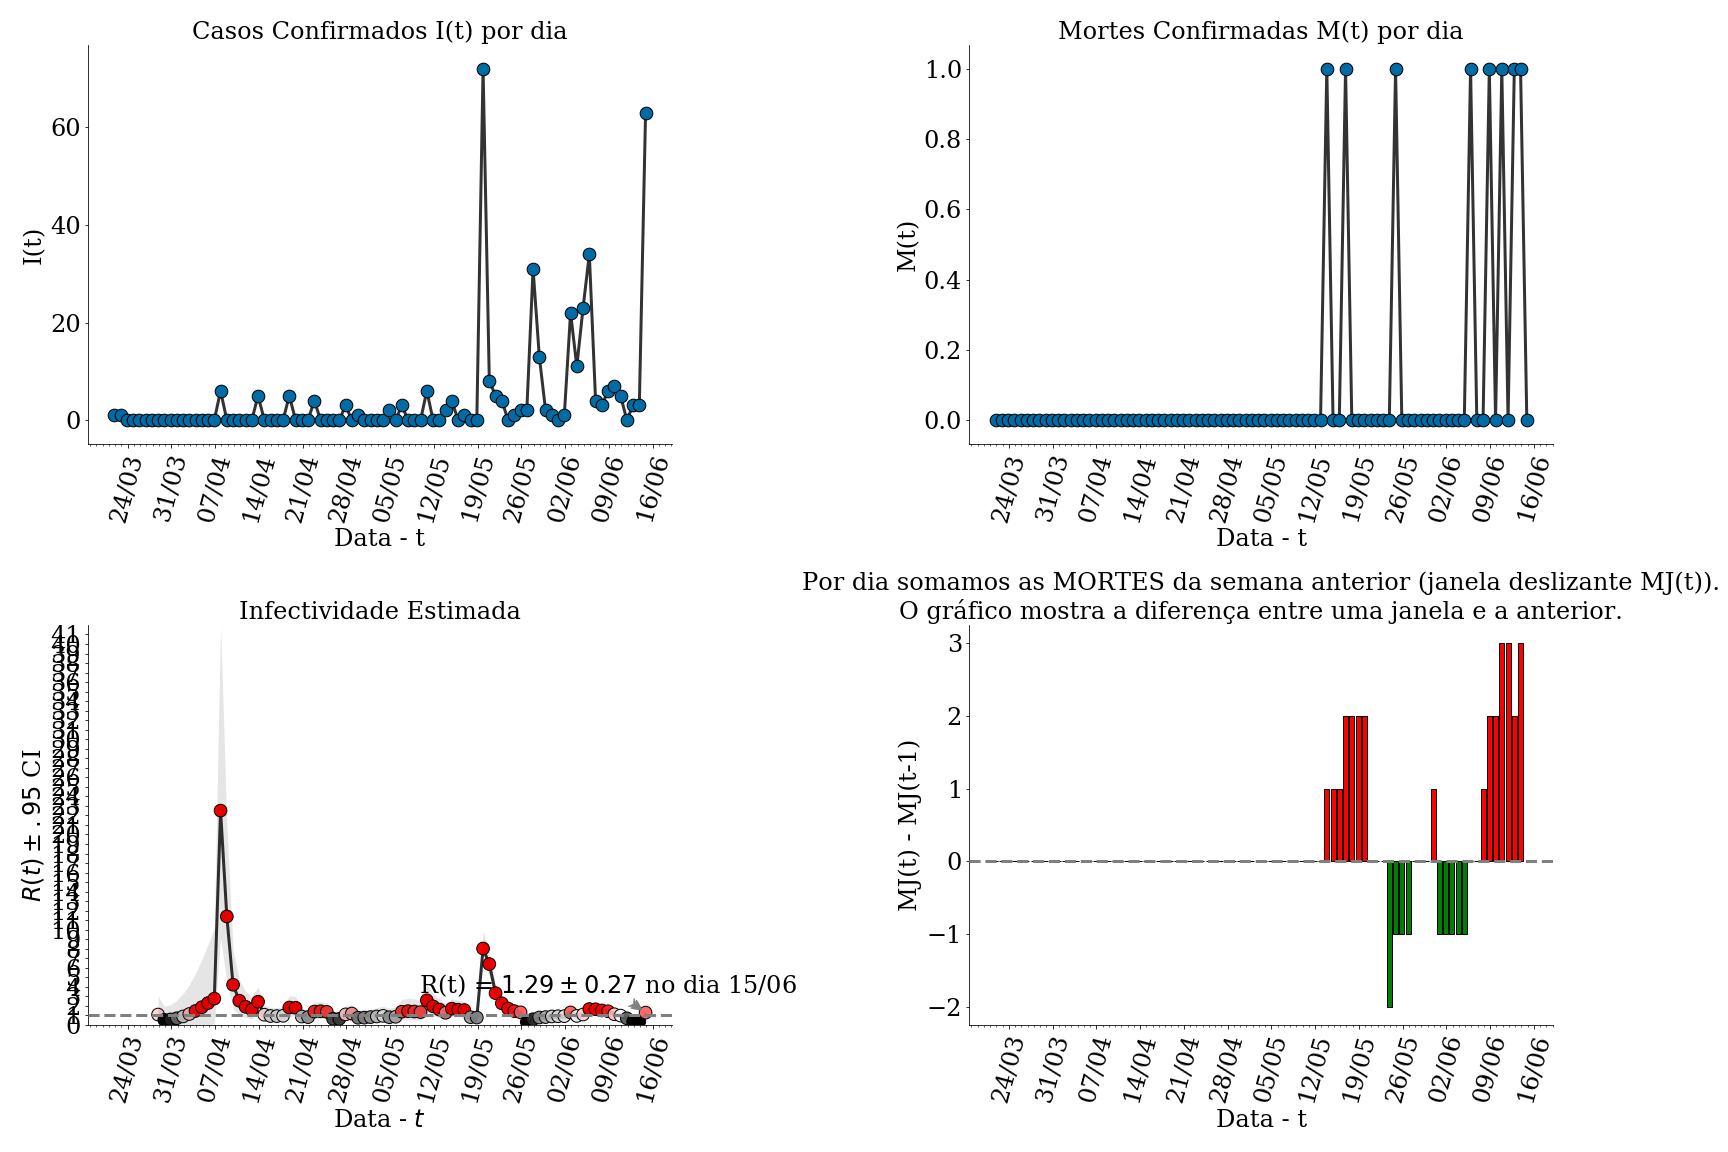 Casos Confirmados I(t) por dia
I(t)
60
40
20
0
24/03 31/03 07/04 14/04 21/04 28/04 05/05 12/05 19/05 26/05 02/06 09/06 16/06
Data - t
Mortes Confirmadas M(t) por dia
M(t)
1.0
0.8
0.6
0.4
0.2
0.0
24/03 31/03 07/04 14/04 21/04 28/04 05/05 12/05 19/05 26/05 02/06 09/06 16/06
Data - t
Infectividade Estimada
R(t) ± .95 CI
41
0
R(t) = 1.29 ± 0.27 no dia 15/06
24/03 31/03 07/04 14/04 21/04 28/04 05/05 12/05 19/05 26/05 02/06 09/06 16/06
Data - t
Por dia somamos as MORTES da semana anterior (janela deslizante MJ(t)).
O gráfico mostra a diferença entre uma janela e a anterior.
MJ(t) - MJ(t-1)
3
2
1
0
−1
−2
24/03 31/03 07/04 14/04 21/04 28/04 05/05 12/05 19/05 26/05 02/06 09/06 16/06
Data - t